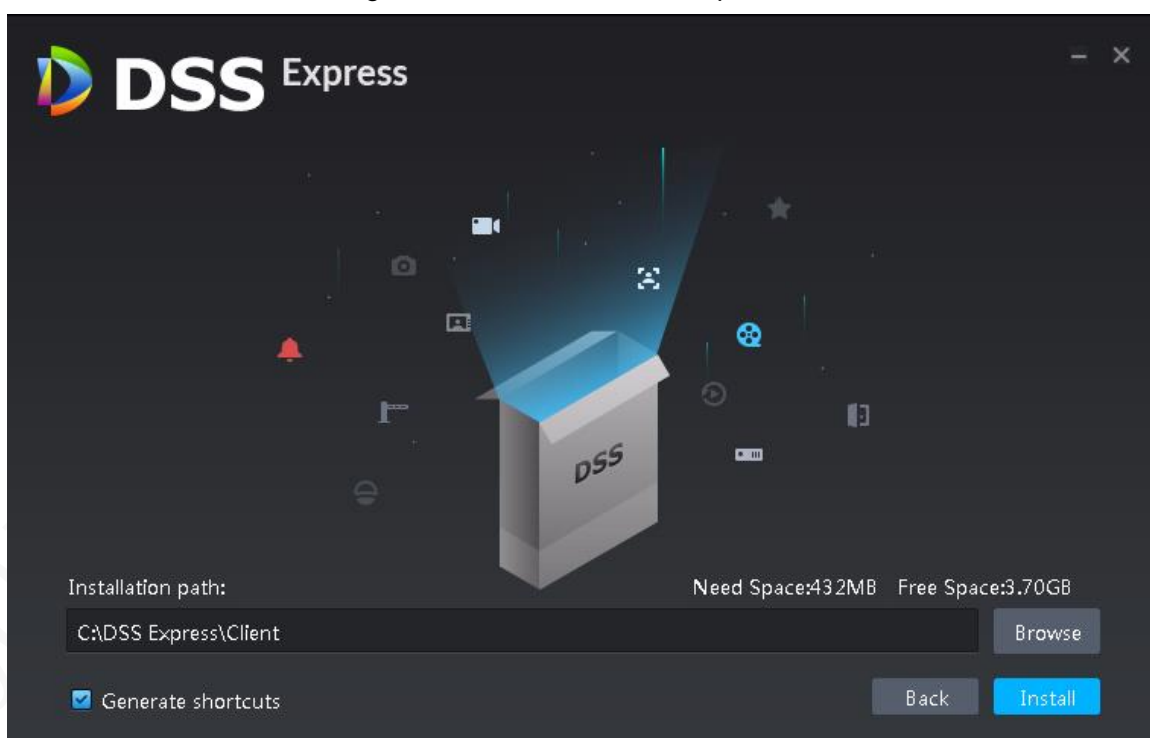 DSS Express
DSS
Installation path:
Need Space:432MB Free Space:3.70GB
C:\DSS Express\Client
Browse
Generate shortcuts
Back
Install